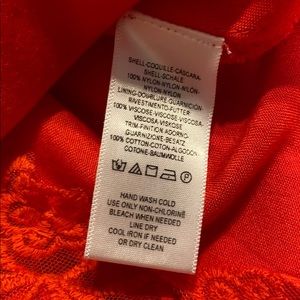 SHELL-COQUILLE-CASCARA-
SHELL-SCHALE
100% NYLON-NYLON-NILÓN-
NYLON-NYLON
LINING-DOUBLURE GUARNICIÓN
RIVESTIMENTO-FUTTER
100% VISCOSE-VISCOSE-VISCOSA-
VISCOSA-VISKOSE
TRIM-FINITION ADORNO-
GUARNIZIONE-BESATZ
100% COTTON-COTON-ALGODON
COTONE-BAUMWOLLE
P
HAND WASH COLD
USE ONLY NON-CHLORINE
BLEACH WHEN NEEDED
LINE DRY
COOL IRON IF NEEDED
OR DRY CLEAN